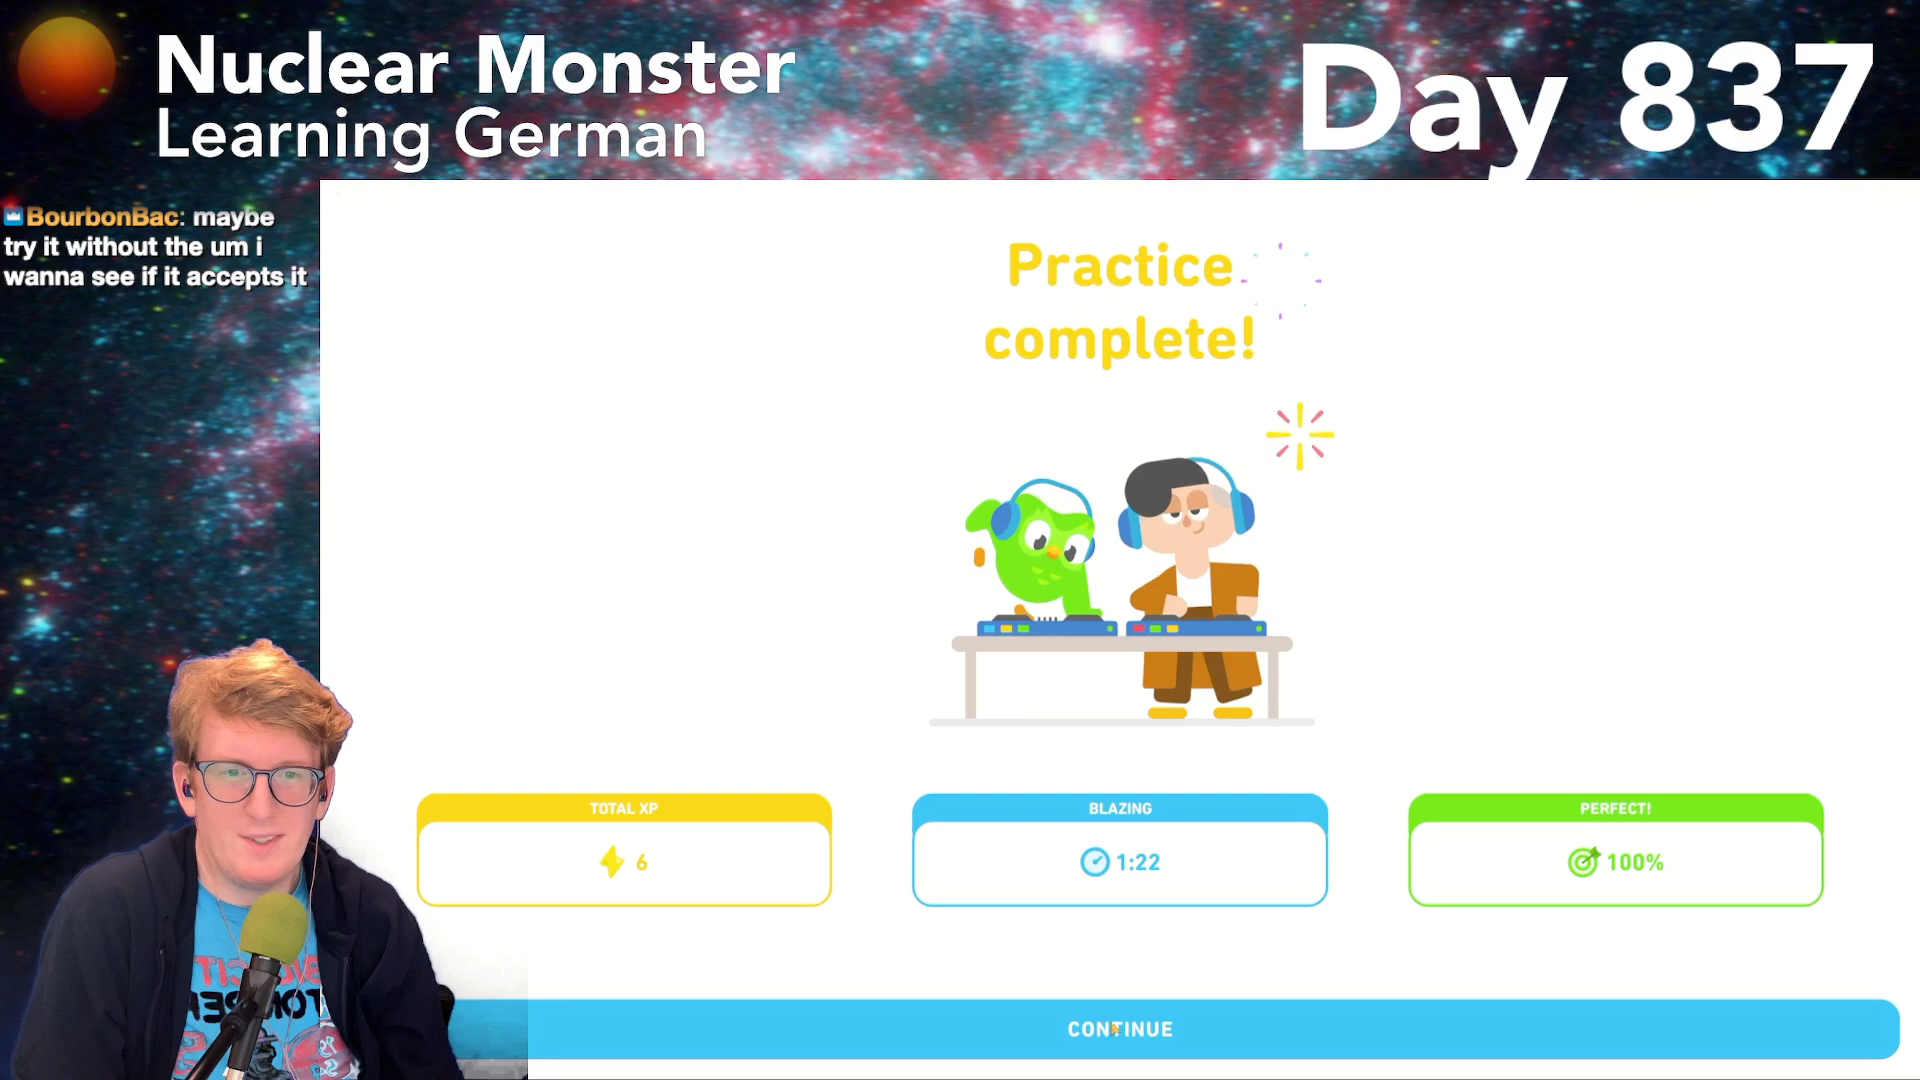 Nuclear Monster
Learning German
Day 837
BourbonBac: maybe
try it without the um i
wanna see if it accepts it
Practice
complete!
TOTAL XP
6
BLAZING
1:22
PERFECT!
100%
CONTINUE